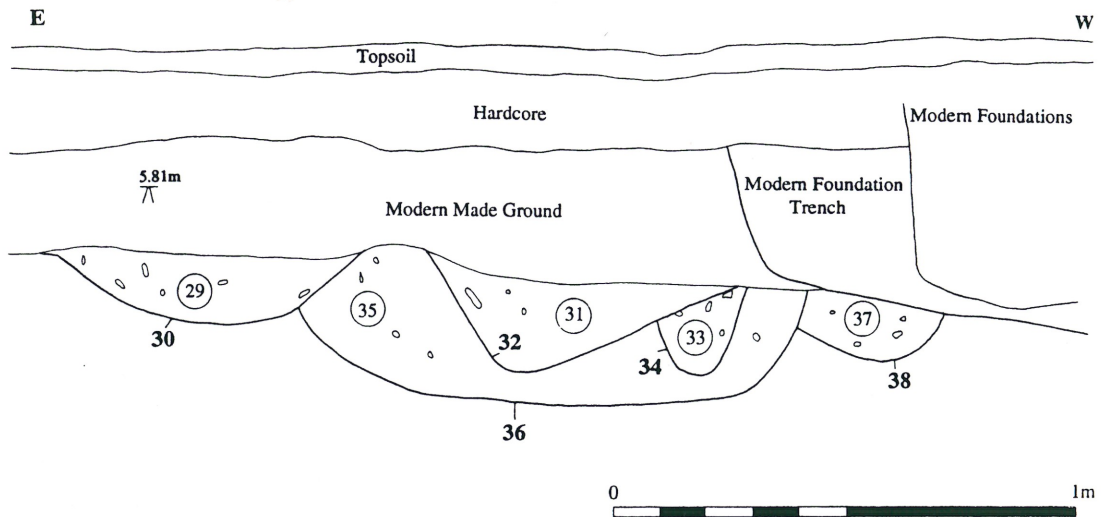 E
W
Topsoil
Hardcore
Modern Foundations
5.81m
Modern Made Ground
Modern Foundation
Trench
29
35
31
33
37
30
32
34
38
36
0
1m